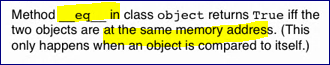 Method __eq__ in class object returns True iff the
two objects are at the same memory address. (This
only happens when an object is compared to itself.)